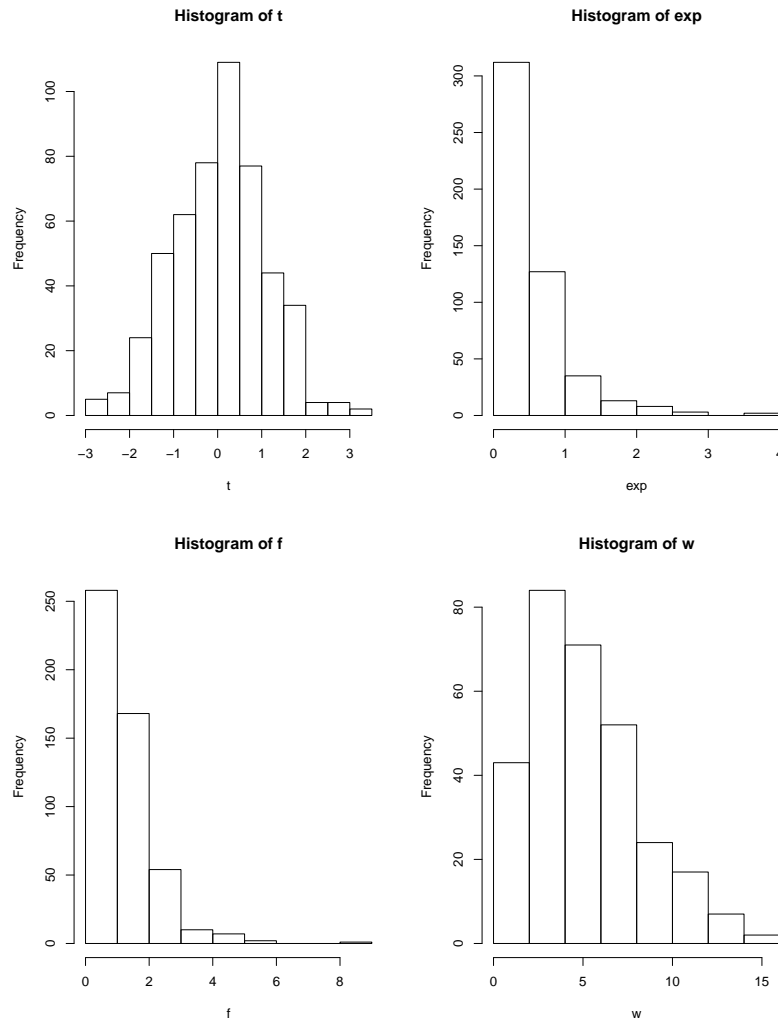 Histogram of t
Frequency
0 20 40 60 80 100
−3 −2 −1 0 1 2 3
t
Histogram of exp
Frequency
0 50 100 150 200 250 300
0 1 2 3 4
exp
Histogram of f
Frequency
0 50 100 150 200 250
0 2 4 6 8
f
Histogram of w
Frequency
0 20 40 60 80
0 5 10 15
w